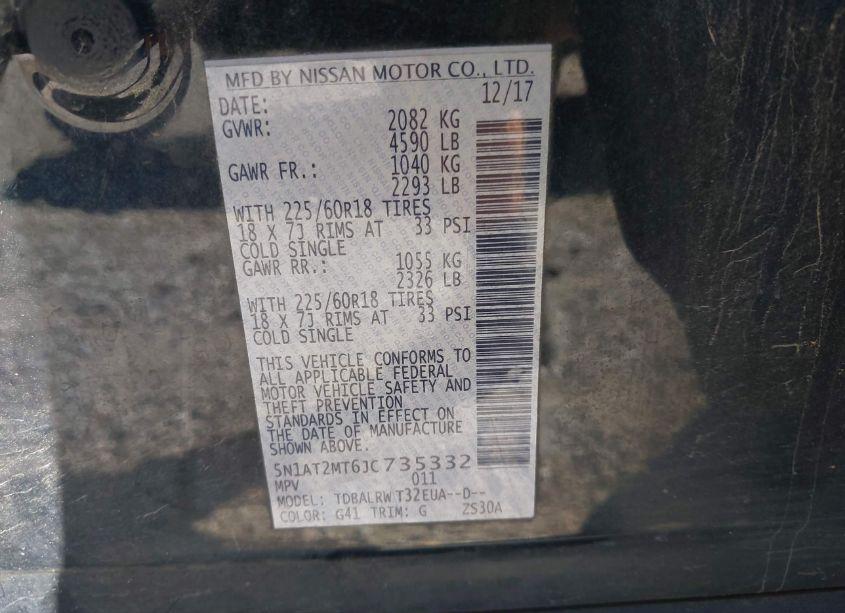 MFD BY NISSAN MOTOR CO., LTD.
DATE: 12/17
GVWR: 2082 KG
4590 LB
GAWR FR.: 1040 KG
2293 LB
WITH 225/60R18 TIRES
18 X 7J RIMS AT 33 PSI
COLD SINGLE
GAWR RR.: 1055 KG
2326 LB
WITH 225/60R18 TIRES
18 X 7J RIMS AT 33 PSI
COLD SINGLE
THIS VEHICLE CONFORMS TO
ALL APPLICABLE FEDERAL
MOTOR VEHICLE SAFETY AND
THEFT PREVENTION
STANDARDS IN EFFECT ON
THE DATE OF MANUFACTURE
SHOWN ABOVE.
5N1AT2MT6JC735332
MPV 011
MODEL: TDBALRWT32EUA--D--
COLOR: G41 TRIM: G ZS30A